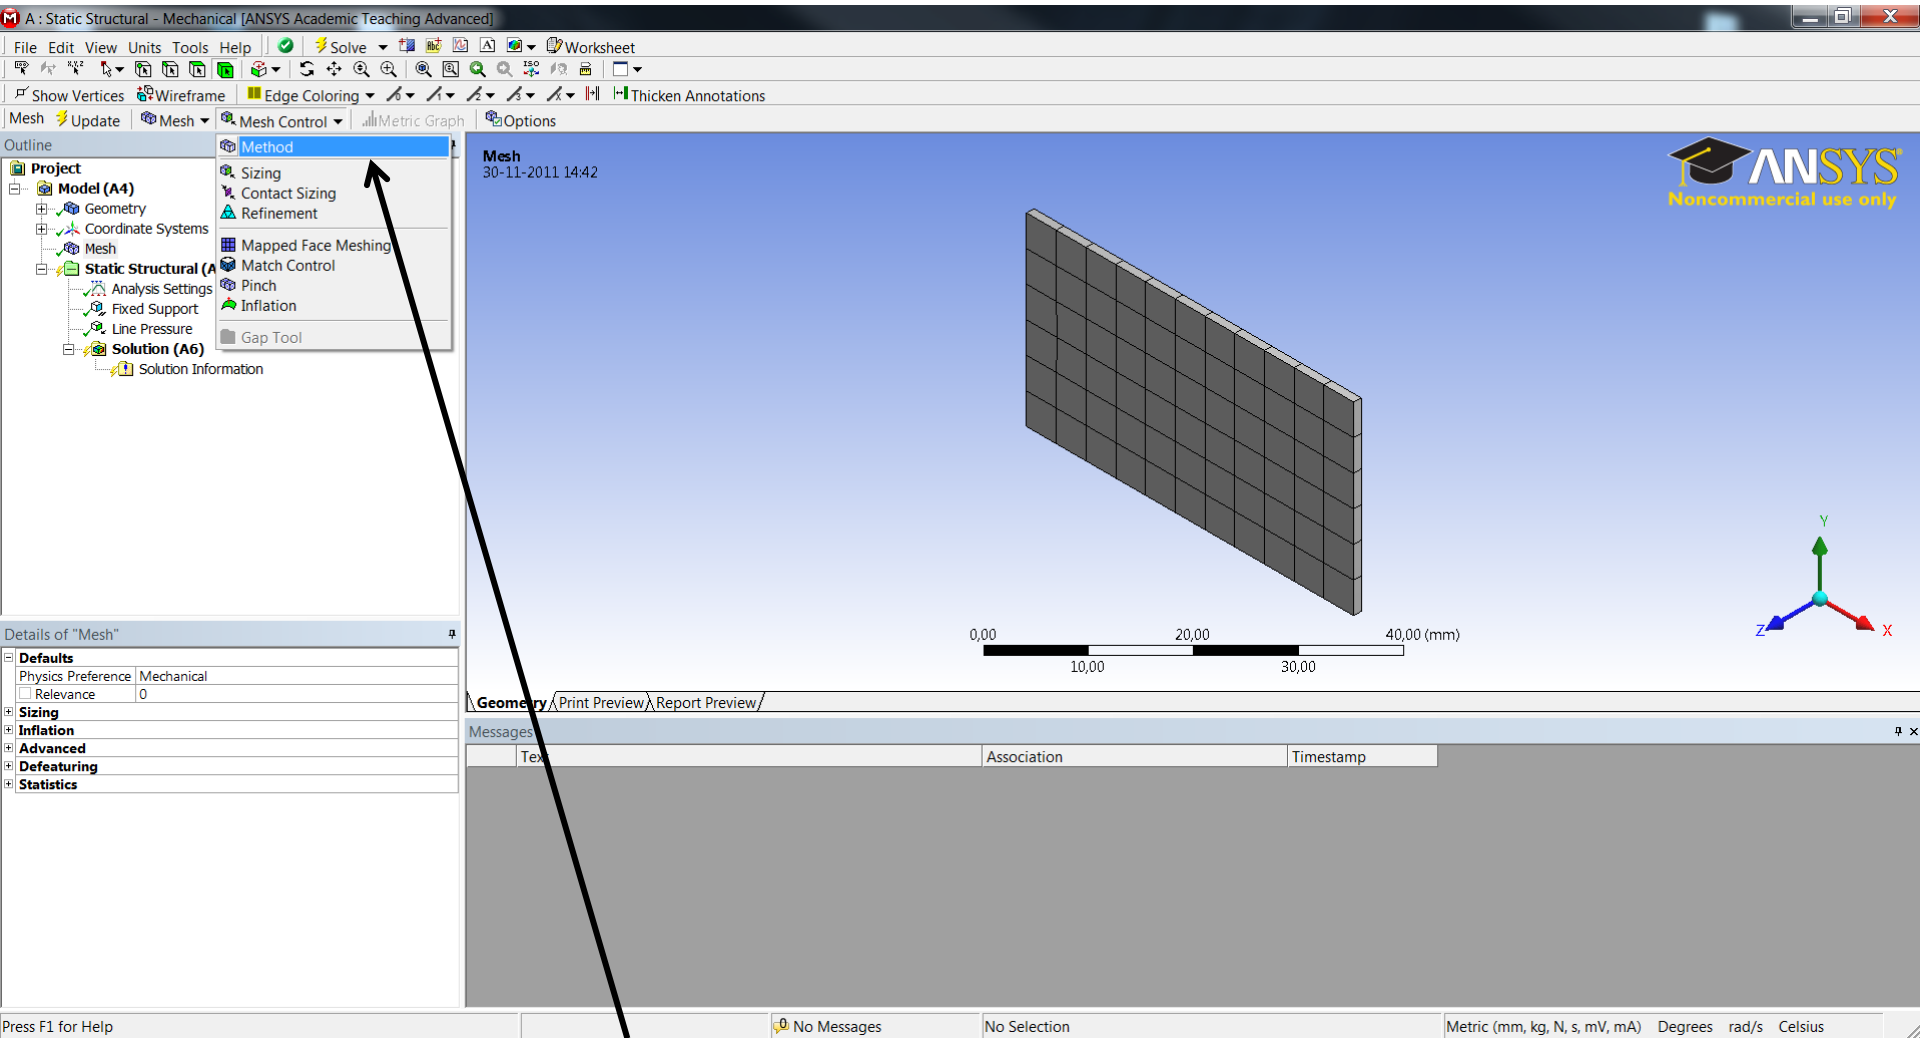 A : Static Structural - Mechanical [ANSYS Academic Teaching Advanced]
File Edit View Units Tools Help Solve Worksheet
Show Vertices Wireframe Edge Coloring Thicken Annotations
Mesh Update Mesh Mesh Control Metric Graph Options
Outline
Method
Sizing
Contact Sizing
Refinement
Mapped Face Meshing
Match Control
Pinch
Inflation
Gap Tool
Project
Model (A4)
Geometry
Coordinate Systems
Mesh
Static Structural (A
Analysis Settings
Fixed Support
Line Pressure
Solution (A6)
Solution Information
Mesh
30-11-2011 14:42
ANSYS
Noncommercial use only
Y
Z
X
0,00 20,00 40,00 (mm)
10,00 30,00
Geometry Print Preview Report Preview
Details of "Mesh"
Defaults
Physics Preference Mechanical
Relevance 0
Sizing
Inflation
Advanced
Defeaturing
Statistics
Messages
Text Association Timestamp
Press F1 for Help
0 No Messages
No Selection
Metric (mm, kg, N, s, mV, mA) Degrees rad/s Celsius